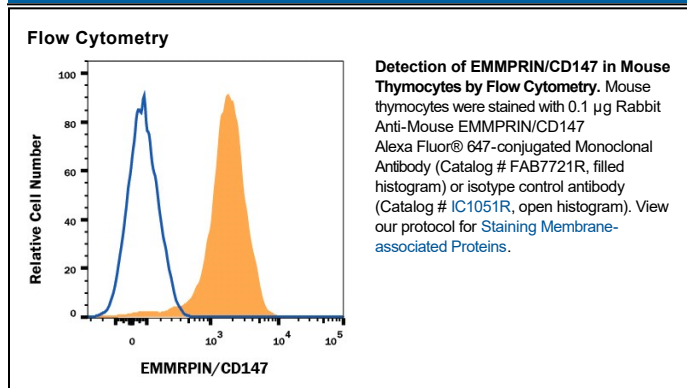 Flow Cytometry
100
80
60
40
20
0
Relative Cell Number
0
10³
10⁴
10⁵
EMMRPIN/CD147
Detection of EMMPRIN/CD147 in Mouse
Thymocytes by Flow Cytometry. Mouse
thymocytes were stained with 0.1 µg Rabbit
Anti-Mouse EMMPRIN/CD147
Alexa Fluor® 647-conjugated Monoclonal
Antibody (Catalog # FAB7721R, filled
histogram) or isotype control antibody
(Catalog # IC1051R, open histogram). View
our protocol for Staining Membrane-
associated Proteins.